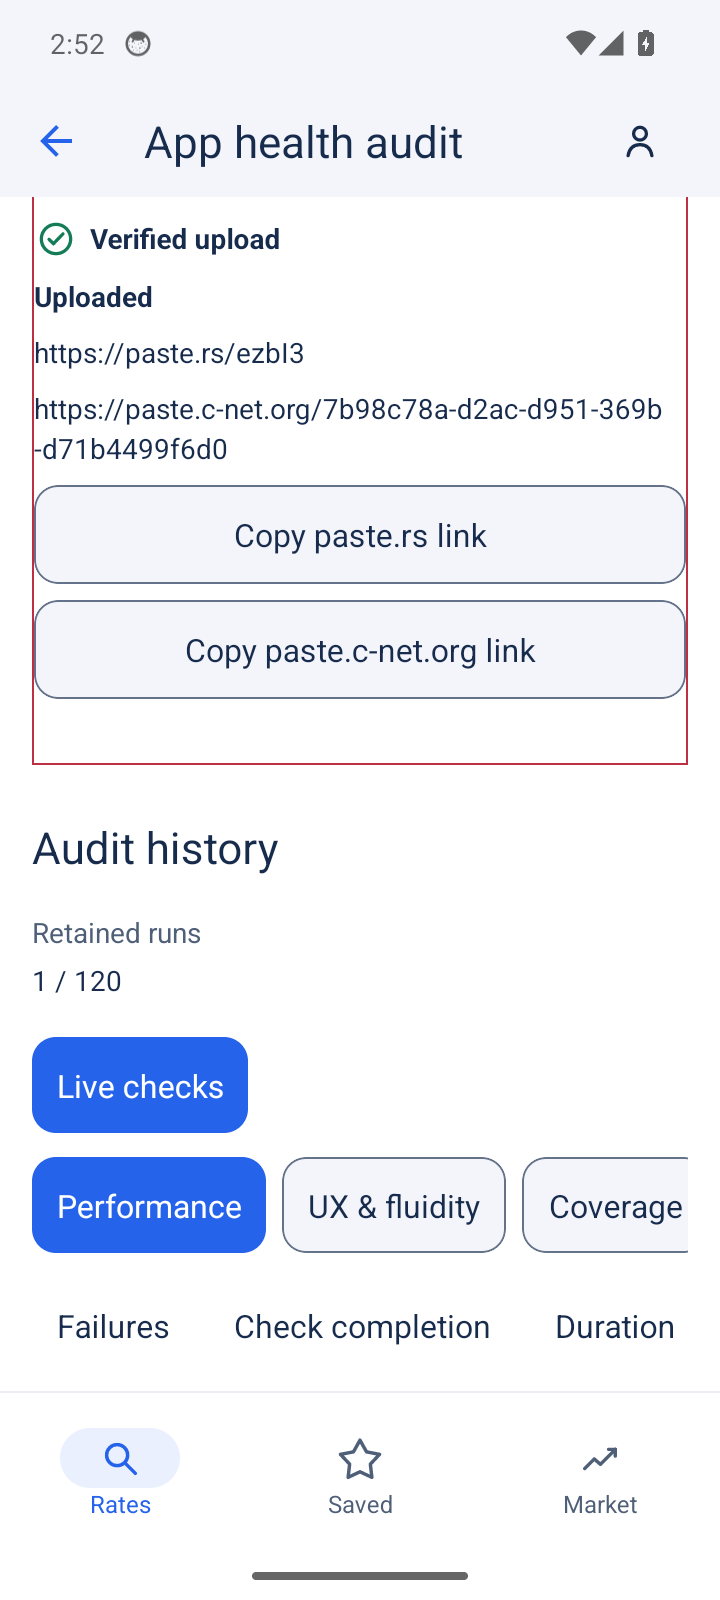 2:52
App health audit
Verified upload
Uploaded
https://paste.rs/ezbI3
https://paste.c-net.org/7b98c78a-d2ac-d951-369b
-d71b4499f6d0
Copy paste.rs link
Copy paste.c-net.org link
Audit history
Retained runs
1 / 120
Live checks
Performance UX & fluidity Coverage
Failures Check completion Duration
Rates Saved Market